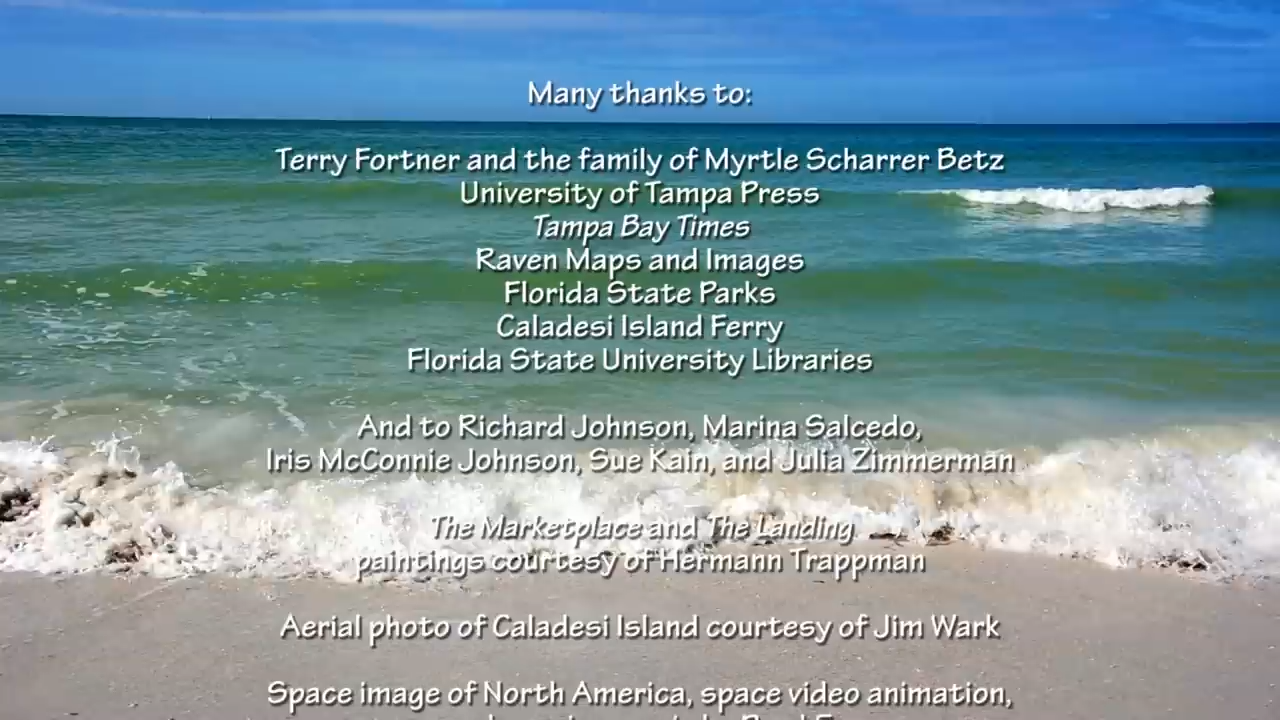 Many thanks to:
Terry Fortner and the family of Myrtle Scharrer Betz
University of Tampa Press
Tampa Bay Times
Raven Maps and Images
Florida State Parks
Caladesi Island Ferry
Florida State University Libraries
And to Richard Johnson, Marina Salcedo,
Iris McConnie Johnson, Sue Kain, and Julia Zimmerman
The Marketplace and The Landing
paintings courtesy of Hermann Trappman
Aerial photo of Caladesi Island courtesy of Jim Wark
Space image of North America, space video animation,